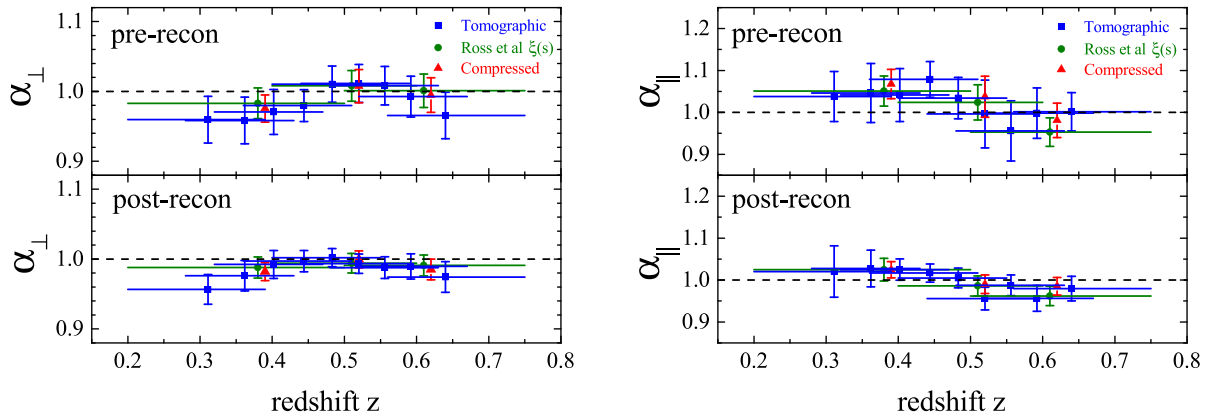 1.1
1.0
0.9
α⊥
pre-recon
Tomographic
Ross et al ξ(s)
Compressed
1.1
1.0
0.9
α⊥
post-recon
0.2 0.3 0.4 0.5 0.6 0.7 0.8
redshift z
1.2
1.1
1.0
0.9
α∥
pre-recon
Tomographic
Ross et al ξ(s)
Compressed
1.2
1.1
1.0
0.9
α∥
post-recon
0.2 0.3 0.4 0.5 0.6 0.7 0.8
redshift z